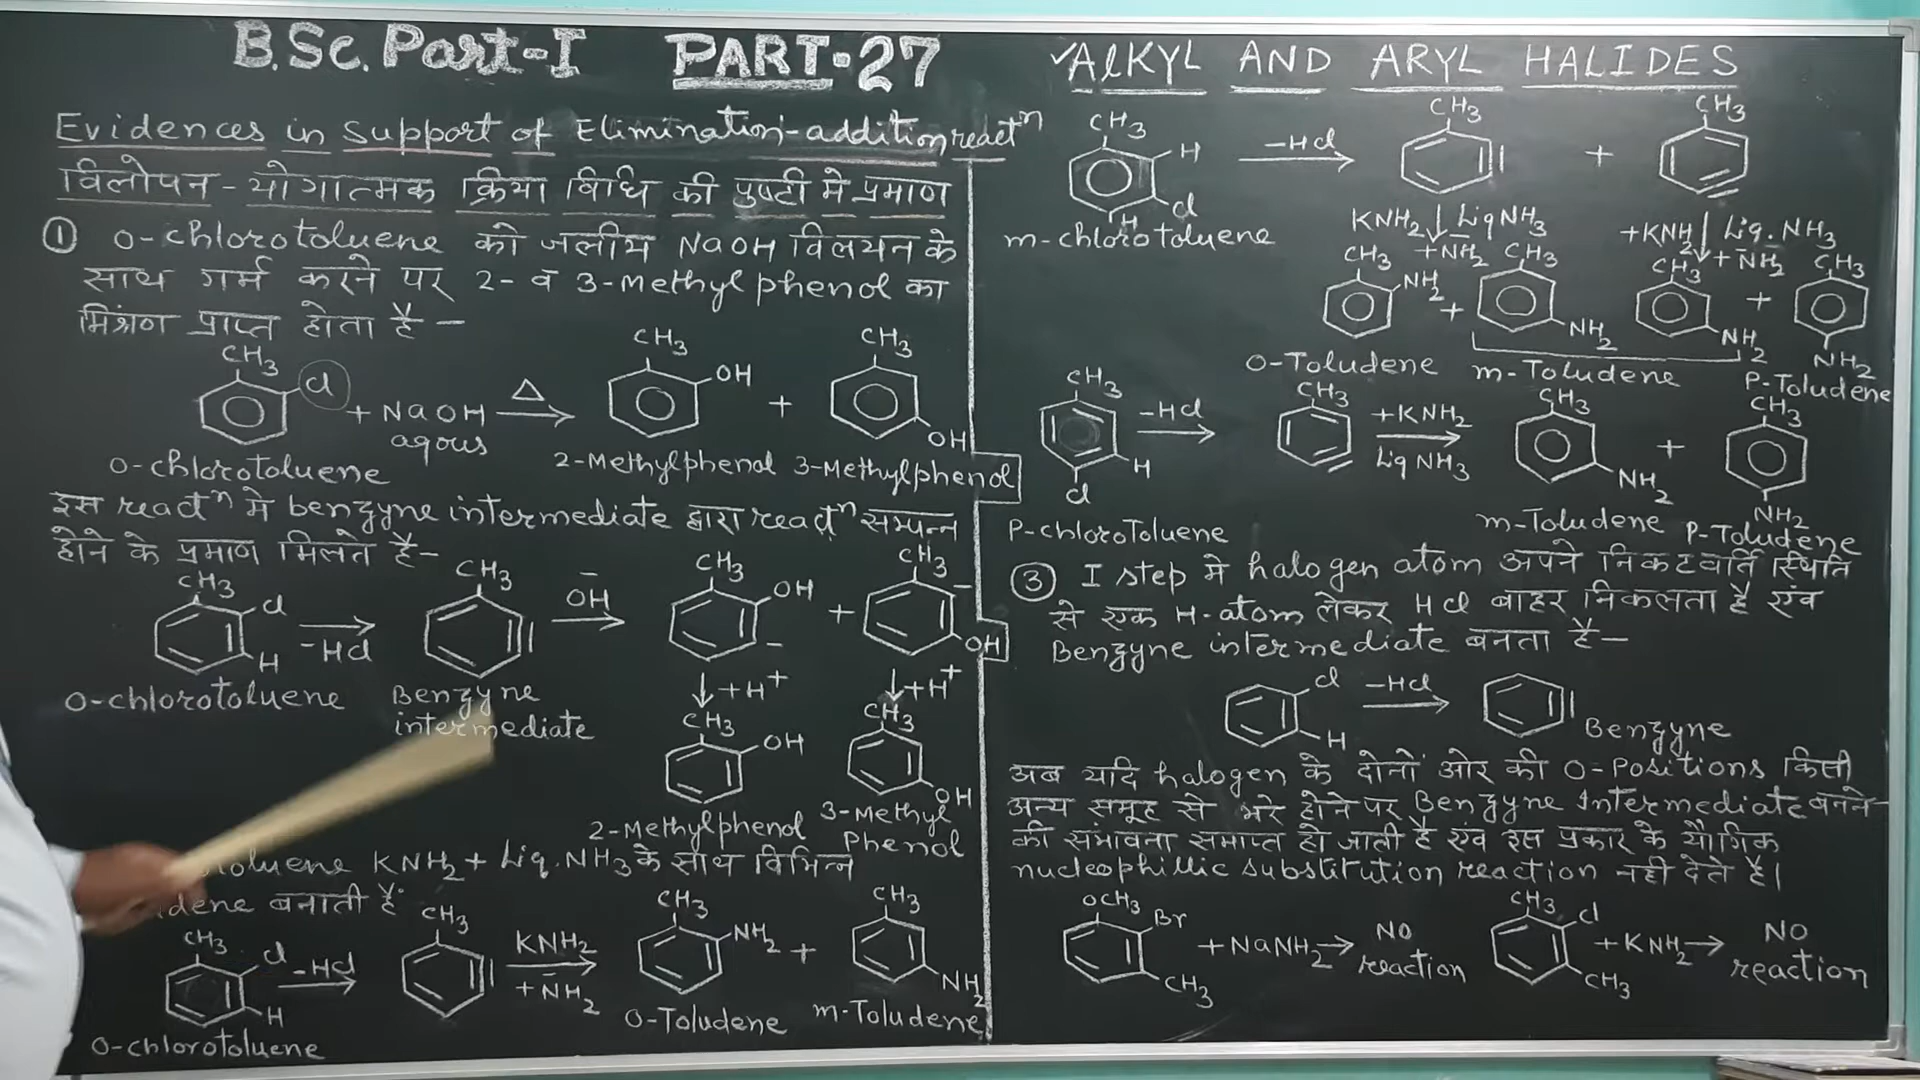 B.Sc. Part-I PART-27
✓AlKYL AND ARYL HALIDES
Evidences in Support of Elimination-addition reactⁿ
विलोपन-योगात्मक क्रिया विधि की पुष्टी मे प्रमाण
① o-chlorotoluene को जलीय NaOH विलयन के
साथ गर्म करने पर 2- व 3-Methyl phenol का
मिश्रण प्राप्त होता है –
CH₃ CH₃ CH₃
Cl OH
+ NaOH △ +
aqous OH
o-chlorotoluene 2-Methylphenol 3-Methylphenol
इस reactⁿ मे benzyne intermediate द्वारा reactⁿ सम्पन्न
होने के प्रमाण मिलते है–
CH₃ CH₃ CH₃ CH₃
Cl ŌH OH + –
H –Hcl – OH
o-chlorotoluene Benzyne
intermediate
↓+H⁺ ↓+H⁺
CH₃ CH₃
OH
OH
2-Methylphenol 3-Methyl
Phenol
toluene KNH₂ + Liq. NH₃ के साथ विभिन्न
dene बनाती है
CH₃ CH₃ CH₃ CH₃
Cl –Hcl KNH₂ NH₂ +
H + N̄H₂ NH₂
o-chlorotoluene o-Toludene m-Toludene
CH₃ CH₃ CH₃
H –Hcl +
Cl
H
m-chlorotoluene
KNH₂ ↓ Liq NH₃ +KNH₂ ↓ Liq. NH₃
+ N̄H₂ + N̄H₂
CH₃ CH₃ CH₃ CH₃
NH₂ + NH₂ NH₂ + NH₂
o-Toludene m-Toludene P-Toludene
CH₃ CH₃ CH₃ CH₃
–Hcl +KNH₂ +
H Liq NH₃ NH₂
Cl NH₂
P-chloroToluene m-Toludene P-Toludene
③ I step मे halogen atom अपने निकटवर्ति स्थिति
से एक H-atom लेकर Hcl बाहर निकलता है एंव
Benzyne intermediate बनता है–
Cl –Hcl
H Benzyne
अब यदि halogen के दोनों ओर की o-Positions किसी
अन्य समूह से भरे होने पर Benzyne Intermediate बनने
की संभावना समाप्त हो जाती है एंव इस प्रकार के यौगिक
nucleophillic substitution reaction नही देते है।
OCH₃ CH₃
Br Cl
+ NaNH₂ → NO reaction + KNH₂ → NO reaction
CH₃ CH₃